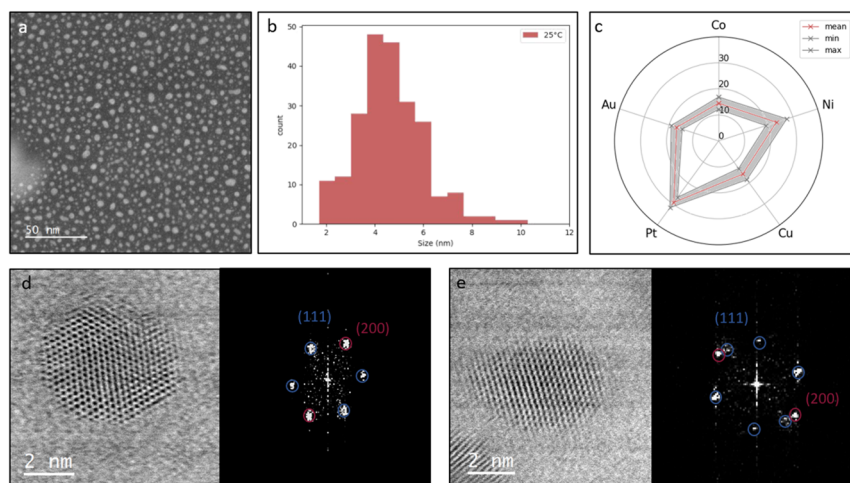 a
50 nm
b
25°C
50
40
30
20
10
0
count
2
4
6
8
10
12
Size (nm)
c
mean
min
max
Co
Ni
Cu
Pt
Au
30
20
10
0
d
(111)
(200)
2 nm
e
(111)
(200)
2 nm